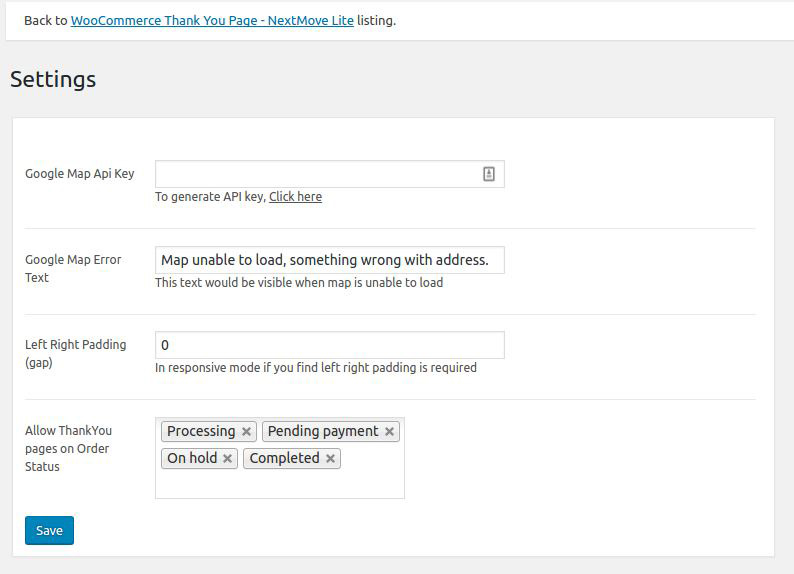 Back to WooCommerce Thank You Page - NextMove Lite listing.
Settings
Google Map Api Key
To generate API key, Click here
Google Map Error
Text
Map unable to load, something wrong with address.
This text would be visible when map is unable to load
Left Right Padding
(gap)
0
In responsive mode if you find left right padding is required
Allow ThankYou
pages on Order
Status
Processing × Pending payment ×
On hold × Completed ×
Save